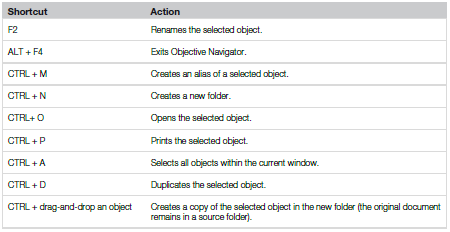 Shortcut Action
F2 Renames the selected object.
ALT + F4 Exits Objective Navigator.
CTRL + M Creates an alias of a selected object.
CTRL + N Creates a new folder.
CTRL+ O Opens the selected object.
CTRL + P Prints the selected object.
CTRL + A Selects all objects within the current window.
CTRL + D Duplicates the selected object.
CTRL + drag-and-drop an object Creates a copy of the selected object in the new folder (the original document
remains in a source folder).